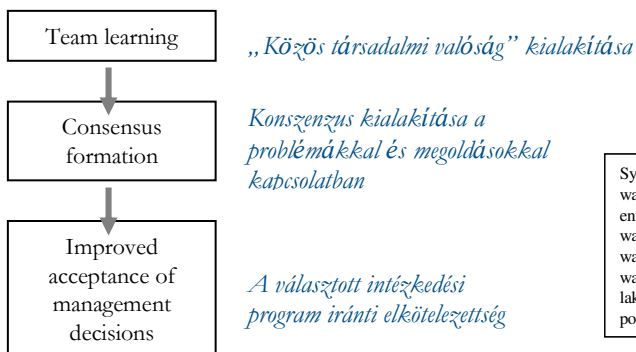 Team learning
„Közös társadalmi valóság” kialakítása
Consensus
formation
Konszenzus kialakítása a
problémákkal és megoldásokkal
kapcsolatban
Improved
acceptance of
management
decisions
A választott intézkedési
program iránti elkötelezettség
Sy
wa
en
wa
wa
wa
lak
po